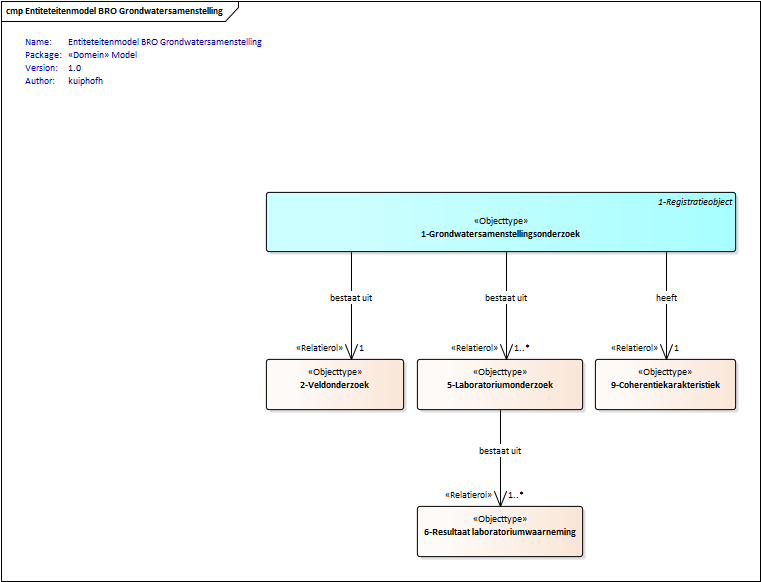 cmp Entiteteitenmodel BRO Grondwatersamenstelling
Name: Entiteteitenmodel BRO Grondwatersamenstelling
Package: «Domein» Model
Version: 1.0
Author: kuiphofh
1-Registratieobject
«Objecttype»
1-Grondwatersamenstellingsonderzoek
bestaat uit bestaat uit heeft
«Relatierol» 1 «Relatierol» 1..* «Relatierol» 1
«Objecttype» «Objecttype» «Objecttype»
2-Veldonderzoek 5-Laboratoriumonderzoek 9-Coherentiekarakteristiek
bestaat uit
«Relatierol» 1..*
«Objecttype»
6-Resultaat laboratoriumwaarneming